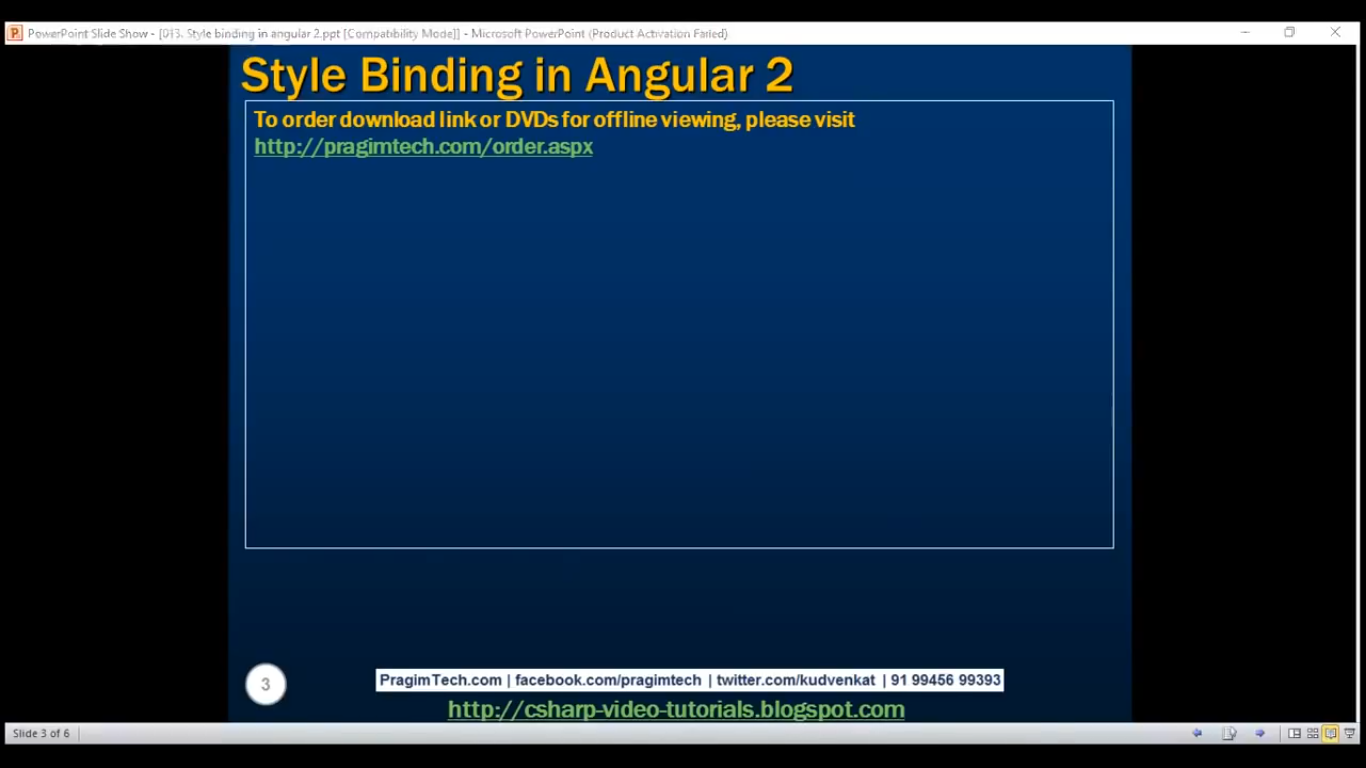 PowerPoint Slide Show - [013. Style binding in angular 2.ppt [Compatibility Mode]] - Microsoft PowerPoint (Product Activation Failed)
Style Binding in Angular 2
To order download link or DVDs for offline viewing, please visit
http://pragimtech.com/order.aspx
3
PragimTech.com | facebook.com/pragimtech | twitter.com/kudvenkat | 91 99456 99393
http://csharp-video-tutorials.blogspot.com
Slide 3 of 6